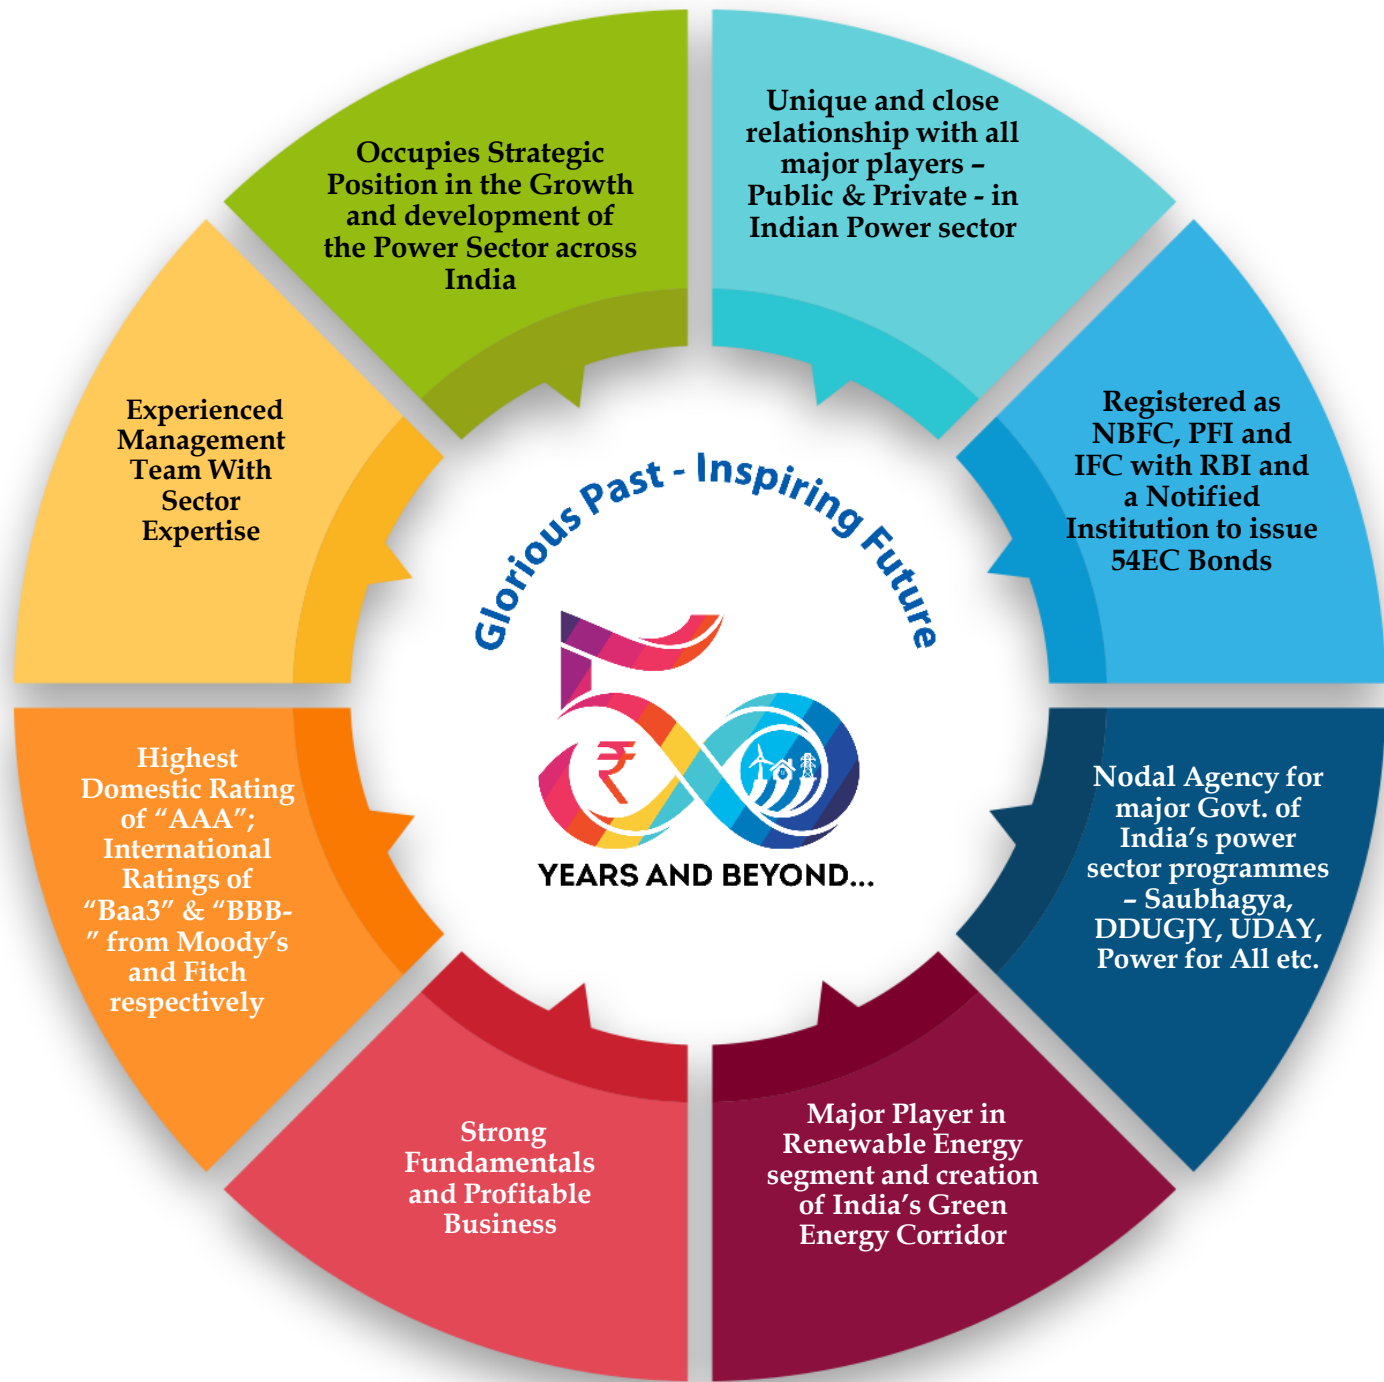 Unique and close
relationship with all
major players –
Public & Private - in
Indian Power sector
Registered as
NBFC, PFI and
IFC with RBI and
a Notified
Institution to issue
54EC Bonds
Nodal Agency for
major Govt. of
India’s power
sector programmes
– Saubhagya,
DDUGJY, UDAY,
Power for All etc.
Major Player in
Renewable Energy
segment and creation
of India’s Green
Energy Corridor
Strong
Fundamentals
and Profitable
Business
Highest
Domestic Rating
of “AAA”;
International
Ratings of
“Baa3” & “BBB-
” from Moody’s
and Fitch
respectively
Experienced
Management
Team With
Sector
Expertise
Occupies Strategic
Position in the Growth
and development of
the Power Sector across
India
Glorious Past - Inspiring Future
50
₹
YEARS AND BEYOND...